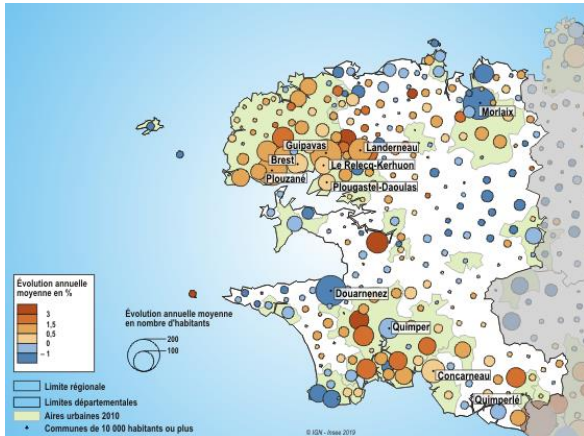 Morlaix
Guipavas
Landerneau
Brest
Le Relecq-Kerhuon
Plouzané
Plougastel-Daoulas
Douarnenez
Quimper
Concarneau
Quimperlé
Évolution annuelle
moyenne en %
3
1,5
0,5
0
– 1
Évolution annuelle moyenne
en nombre d'habitants
200
100
Limite régionale
Limites départementales
Aires urbaines 2010
Communes de 10 000 habitants ou plus
© IGN - Insee 2019